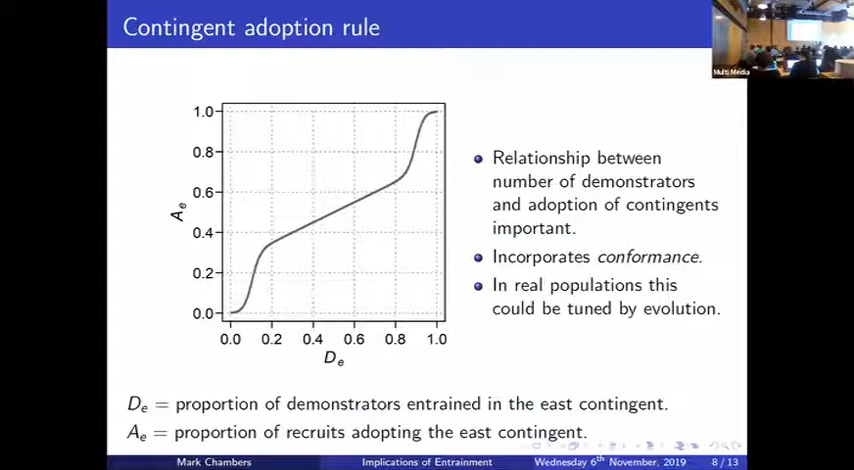 Contingent adoption rule
Multi Media
1.0
0.8
0.6
0.4
0.2
0.0
A_e
0.0 0.2 0.4 0.6 0.8 1.0
D_e
Relationship between
number of demonstrators
and adoption of contingents
important.
Incorporates conformance.
In real populations this
could be tuned by evolution.
D_e = proportion of demonstrators entrained in the east contingent.
A_e = proportion of recruits adopting the east contingent.
Mark Chambers Implications of Entrainment Wednesday 6th November, 2019 8 / 13